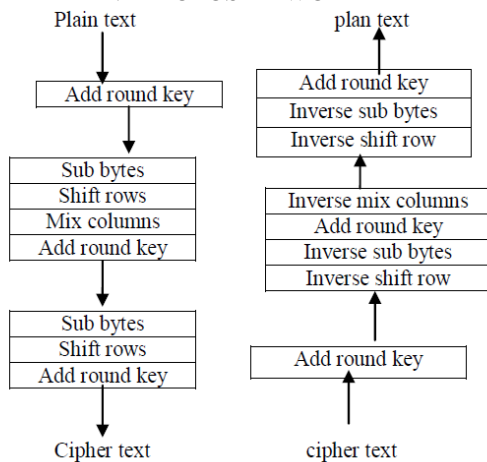 Plain text
Add round key
Sub bytes
Shift rows
Mix columns
Add round key
Sub bytes
Shift rows
Add round key
Cipher text
plan text
Add round key
Inverse sub bytes
Inverse shift row
Inverse mix columns
Add round key
Inverse sub bytes
Inverse shift row
Add round key
cipher text